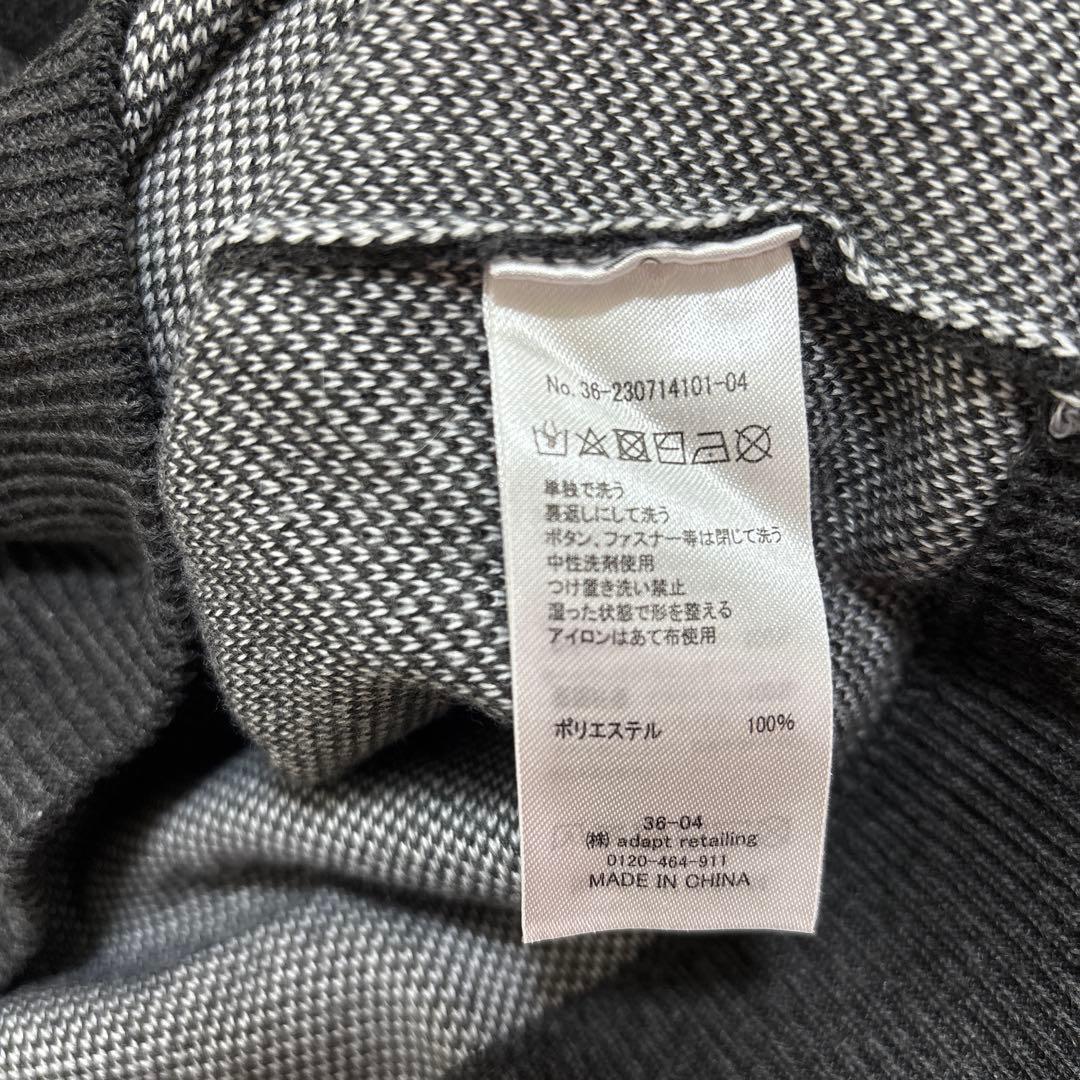 No. 36-230714101-04
単独で洗う
裏返しにして洗う
ボタン、ファスナー等は閉じて洗う
中性洗剤使用
つけ置き洗い禁止
湿った状態で形を整える
アイロンはあて布使用
ポリエステル 100%
36-04
(株) adapt retailing
0120-464-911
MADE IN CHINA